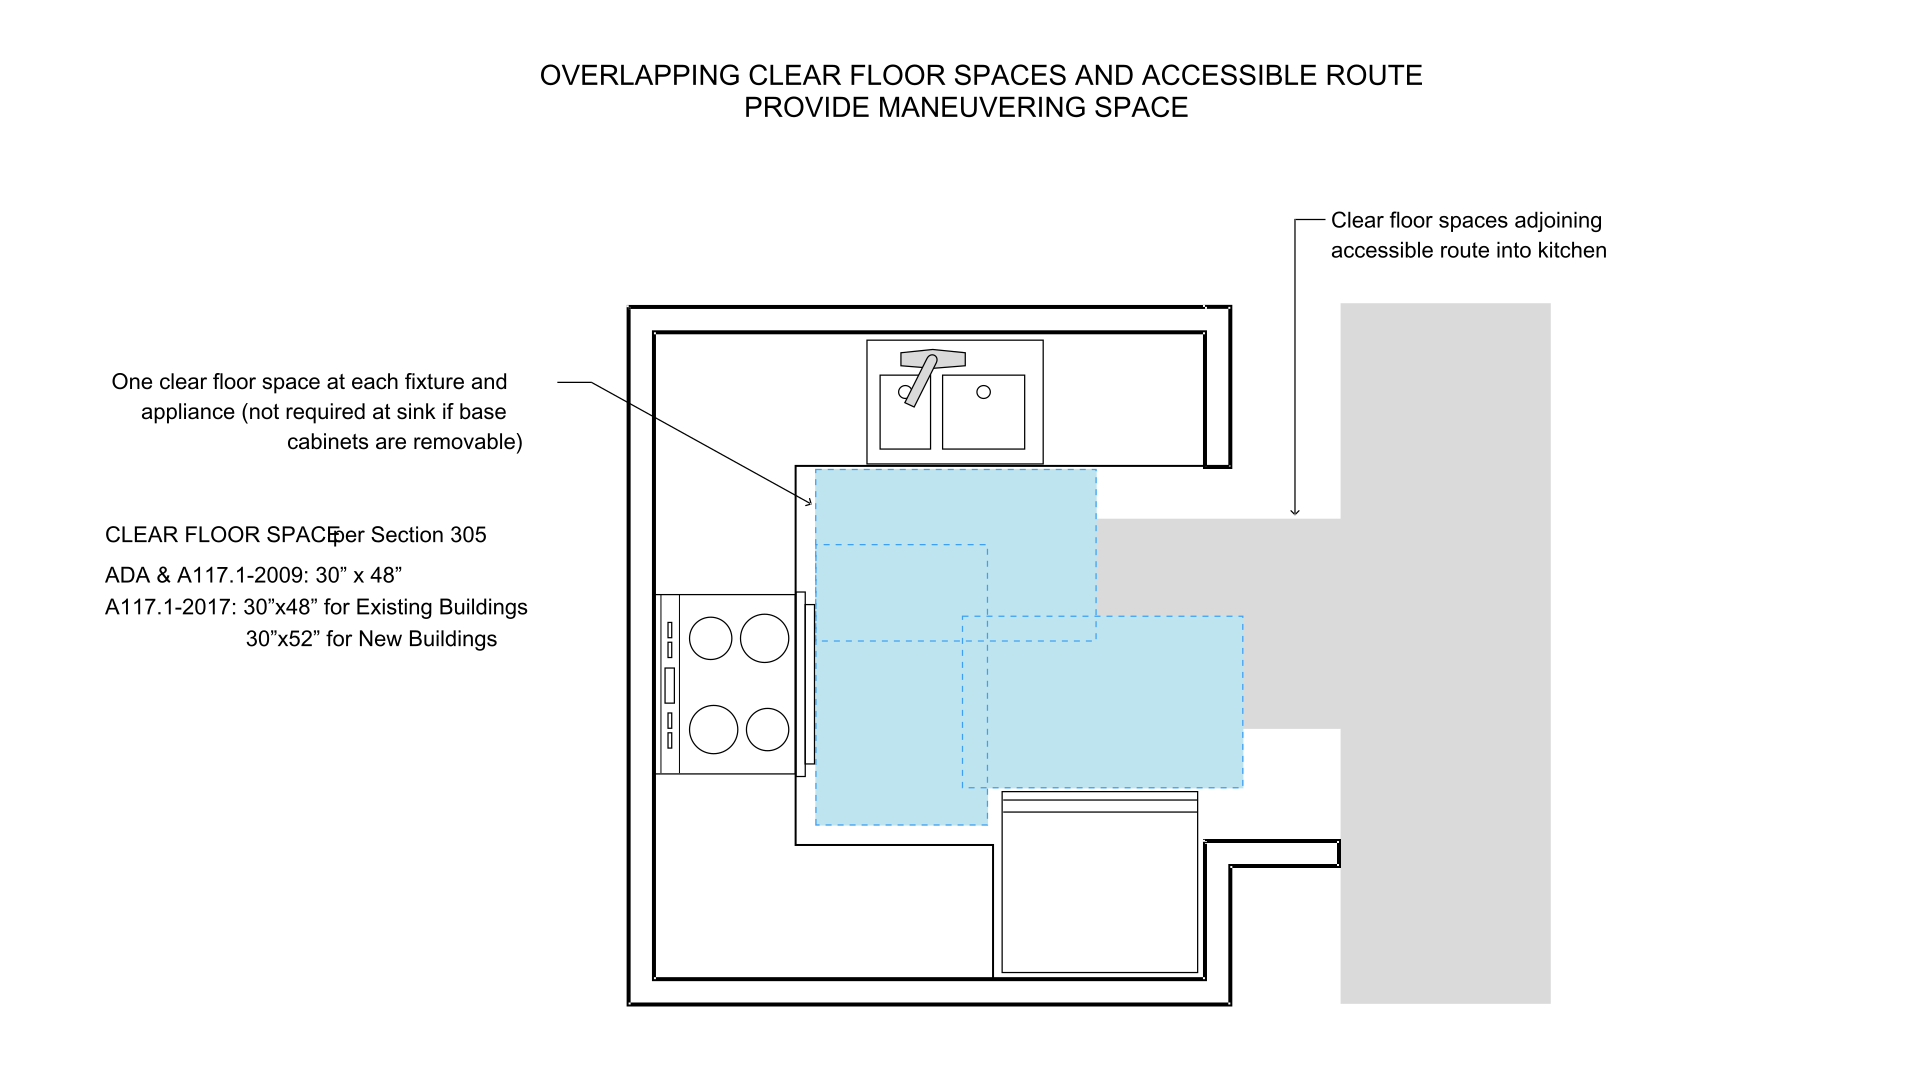 OVERLAPPING CLEAR FLOOR SPACES AND ACCESSIBLE ROUTE
PROVIDE MANEUVERING SPACE
Clear floor spaces adjoining
accessible route into kitchen
One clear floor space at each fixture and
appliance (not required at sink if base
cabinets are removable)
CLEAR FLOOR SPACE per Section 305
ADA & A117.1-2009: 30” x 48”
A117.1-2017: 30”x48” for Existing Buildings
30”x52” for New Buildings